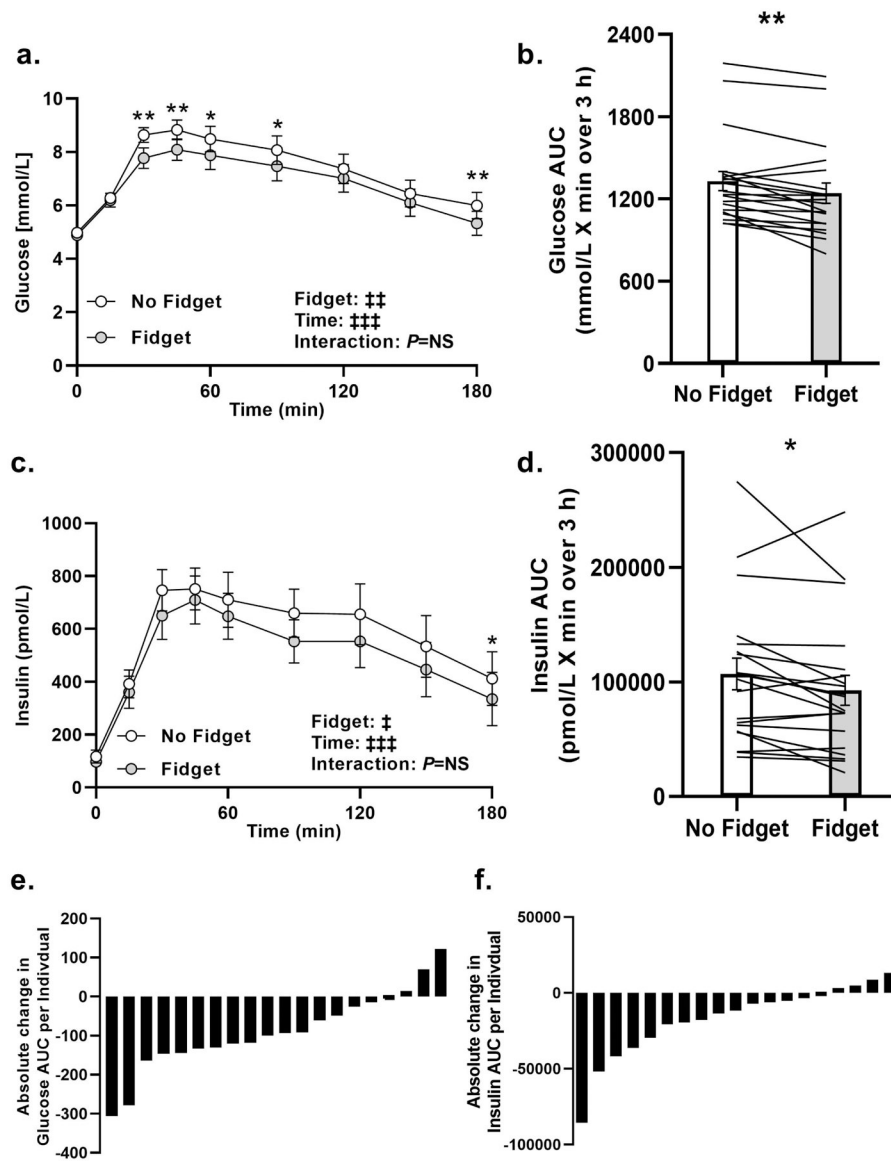 a.
Glucose [mmol/L]
10
8
6
4
2
0
** ** * * **
No Fidget
Fidget
Fidget: ‡‡
Time: ‡‡‡
Interaction: P=NS
0 60 120 180
Time (min)
b.
**
Glucose AUC
(mmol/L X min over 3 h)
2400
1800
1200
600
0
No Fidget Fidget
c.
Insulin (pmol/L)
1000
800
600
400
200
0
*
No Fidget
Fidget
Fidget: ‡
Time: ‡‡‡
Interaction: P=NS
0 60 120 180
Time (min)
d.
*
Insulin AUC
(pmol/L X min over 3 h)
300000
200000
100000
0
No Fidget Fidget
e.
Absolute change in
Glucose AUC per Indivdual
200
100
0
-100
-200
-300
-400
f.
Absolute change in
Insulin AUC per Indivdual
50000
0
-50000
-100000